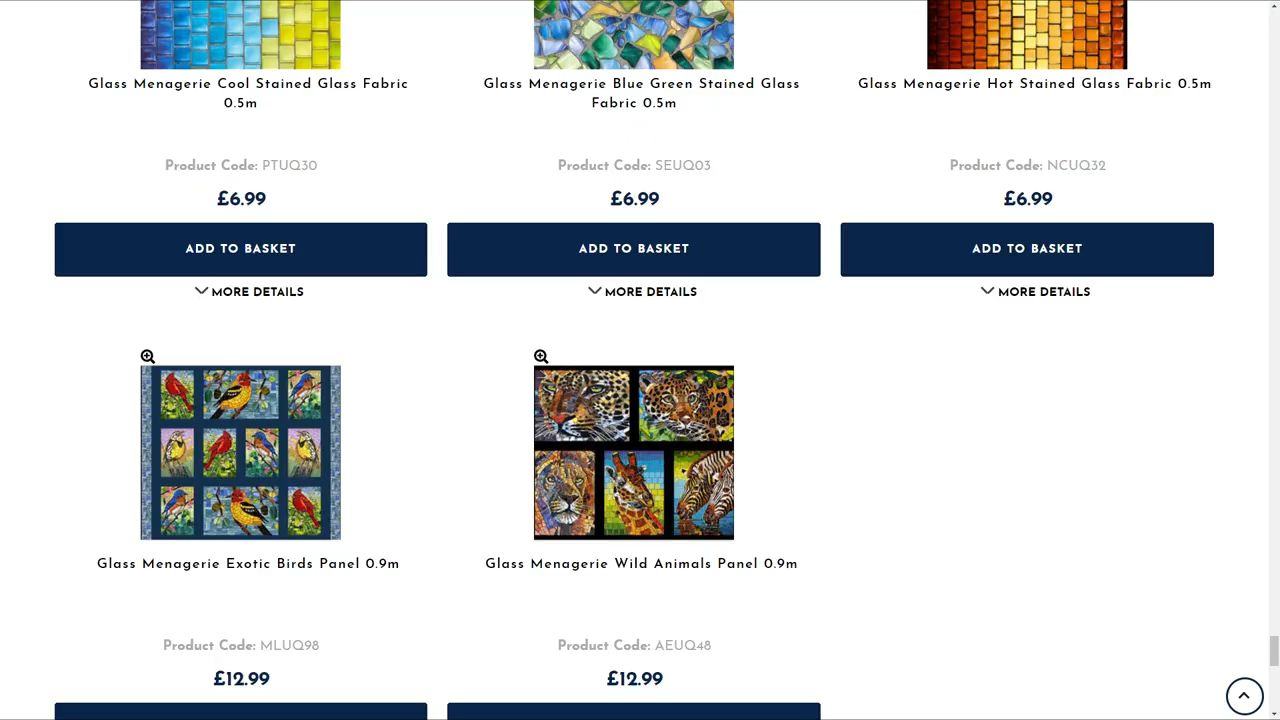 Glass Menagerie Cool Stained Glass Fabric
0.5m
Glass Menagerie Blue Green Stained Glass
Fabric 0.5m
Glass Menagerie Hot Stained Glass Fabric 0.5m
Product Code: PTUQ30
Product Code: SEUQ03
Product Code: NCUQ32
£6.99
£6.99
£6.99
ADD TO BASKET
ADD TO BASKET
ADD TO BASKET
MORE DETAILS
MORE DETAILS
MORE DETAILS
Glass Menagerie Exotic Birds Panel 0.9m
Glass Menagerie Wild Animals Panel 0.9m
Product Code: MLUQ98
Product Code: AEUQ48
£12.99
£12.99